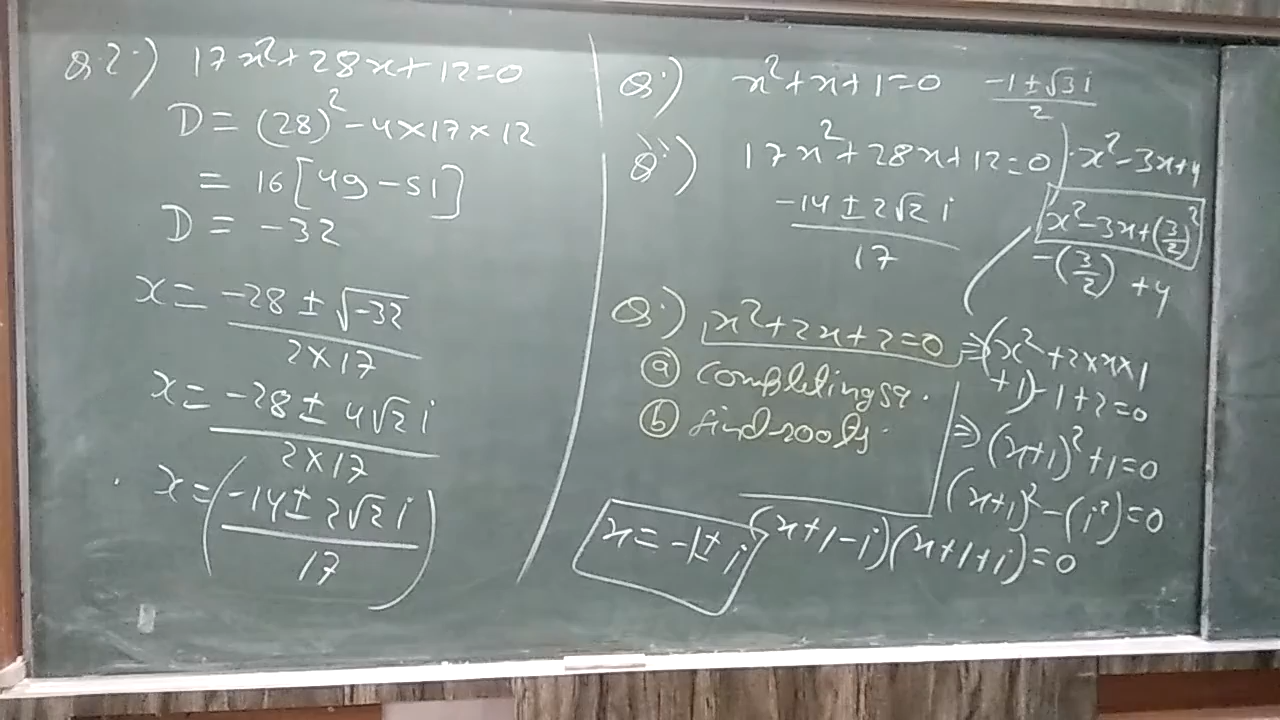 Q.2.) 17x²+28x+12=0
D = (28)² - 4×17×12
= 16[49-51]
D = -32
x = (-28 ± √-32) / (2×17)
x = (-28 ± 4√2 i) / (2×17)
x = ((-14 ± 2√2 i) / 17)
Q.) x²+x+1=0 (-1±√3 i) / 2
Q ii) 17x²+28x+12=0
(-14 ± 2√2 i) / 17
x²-3x+4
x²-3x+(3/2)²
-(3/2) +4
Q.) x²+2x+2=0
ⓐ Completing sq.
ⓑ find roots.
⇒(x²+2×x×1
+1)-1+2=0
⇒ (x+1)²+1=0
(x+1)²-(i²)=0
(x+1-i)(x+1+i)=0
x = -1± i